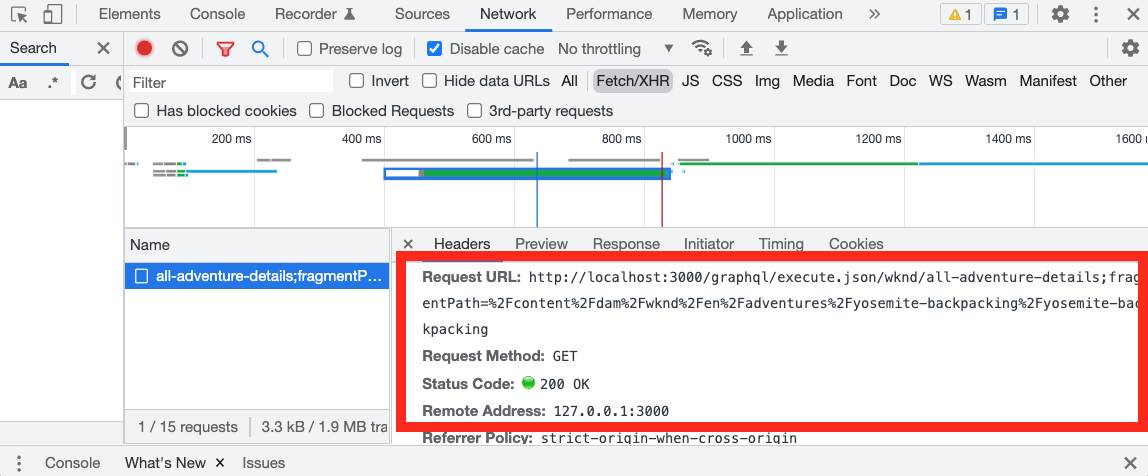 Elements Console Recorder Sources Network Performance Memory Application » 1 1
Search × Preserve log Disable cache No throttling
Aa .* Filter Invert Hide data URLs All Fetch/XHR JS CSS Img Media Font Doc WS Wasm Manifest Other
Has blocked cookies Blocked Requests 3rd-party requests
200 ms 400 ms 600 ms 800 ms 1000 ms 1200 ms 1400 ms 1600
Name × Headers Preview Response Initiator Timing Cookies
all-adventure-details;fragmentP…
Request URL: http://localhost:3000/graphql/execute.json/wknd/all-adventure-details;frag
entPath=%2Fcontent%2Fdam%2Fwknd%2Fen%2Fadventures%2Fyosemite-backpacking%2Fyosemite-bac
kpacking
Request Method: GET
Status Code: 200 OK
Remote Address: 127.0.0.1:3000
Referrer Policy: strict-origin-when-cross-origin
1 / 15 requests 3.3 kB / 1.9 MB tra
Console What's New × Issues ×